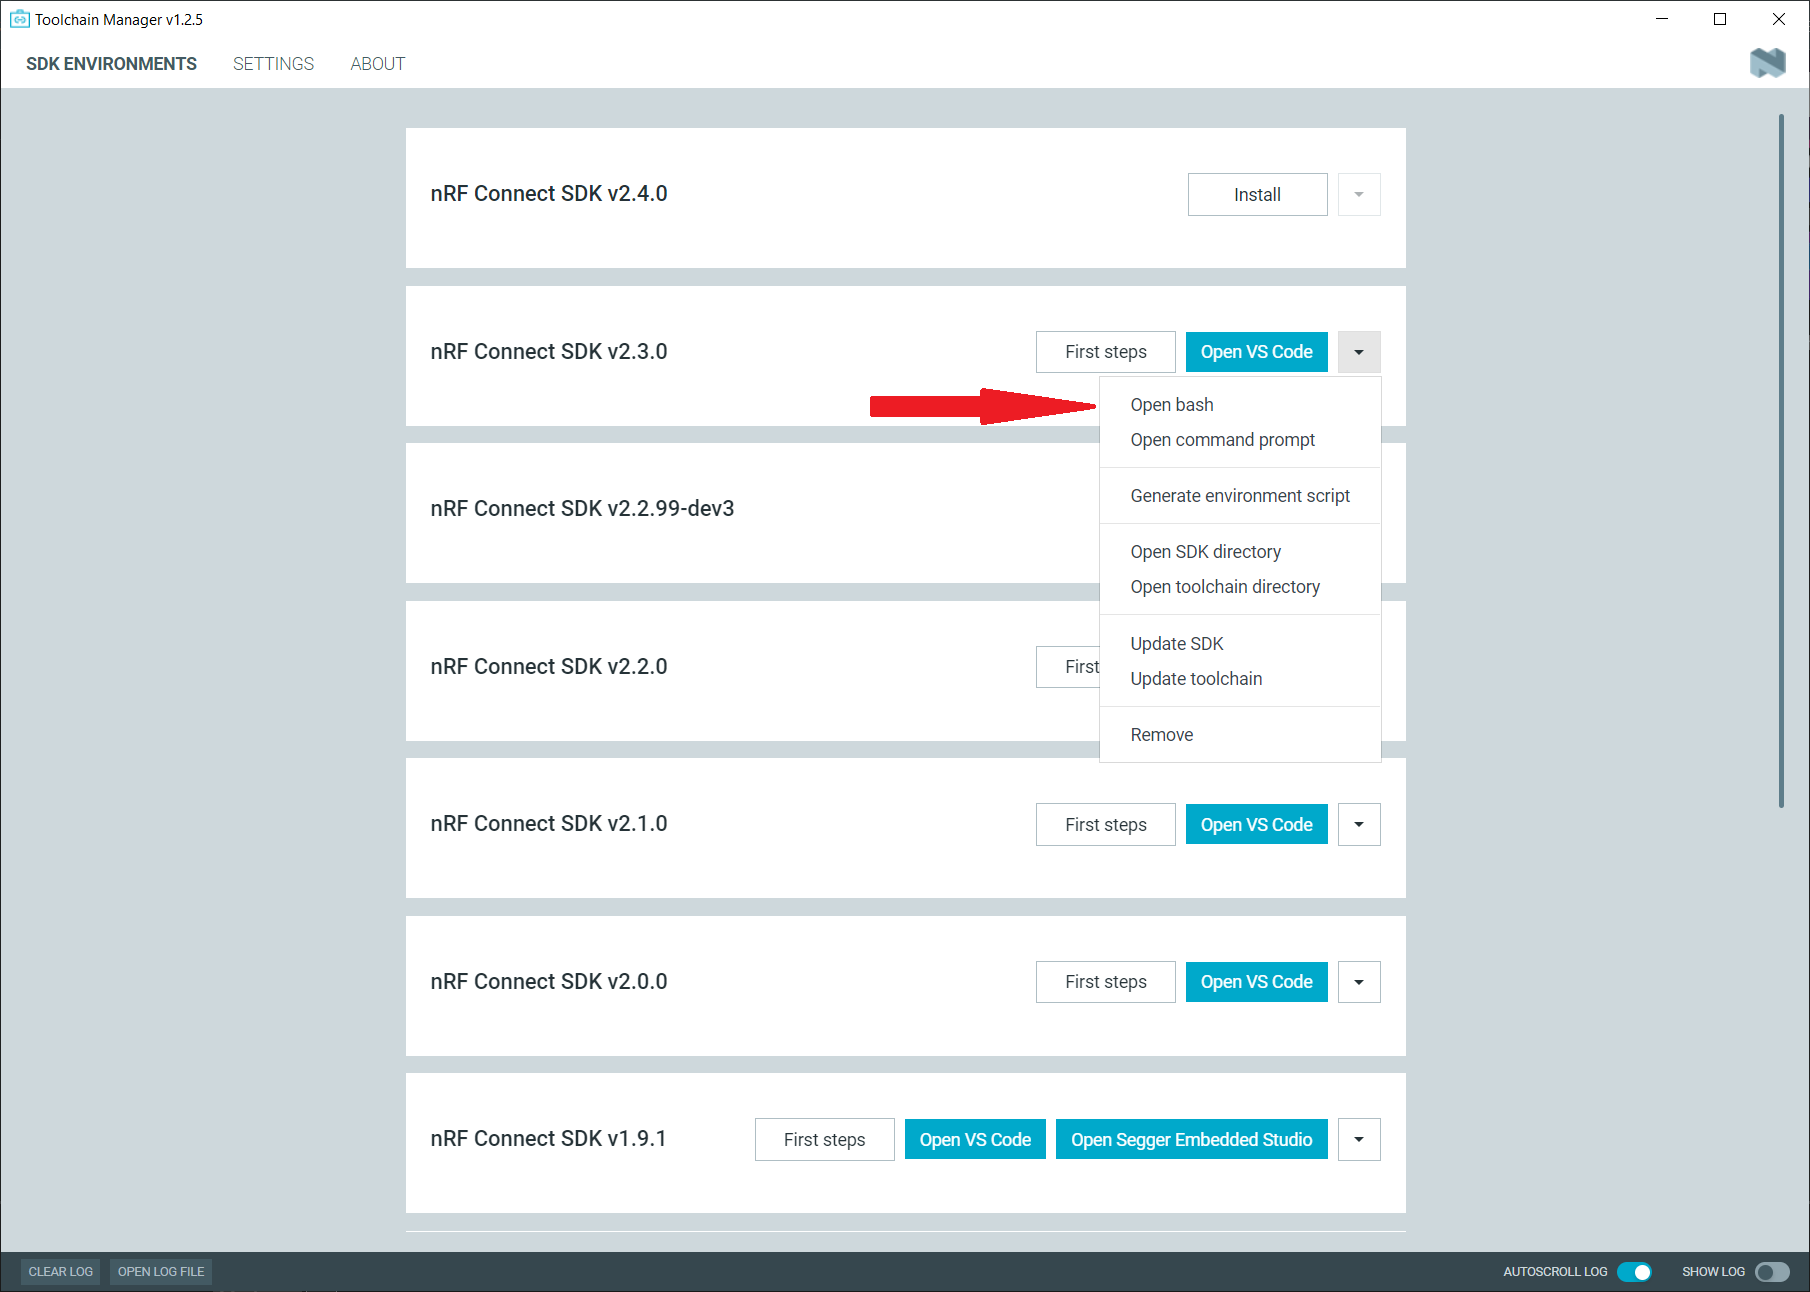 Toolchain Manager v1.2.5
SDK ENVIRONMENTS SETTINGS ABOUT
nRF Connect SDK v2.4.0 Install
nRF Connect SDK v2.3.0 First steps Open VS Code
Open bash
Open command prompt
Generate environment script
Open SDK directory
Open toolchain directory
Update SDK
Update toolchain
Remove
nRF Connect SDK v2.2.99-dev3
nRF Connect SDK v2.2.0 First
nRF Connect SDK v2.1.0 First steps Open VS Code
nRF Connect SDK v2.0.0 First steps Open VS Code
nRF Connect SDK v1.9.1 First steps Open VS Code Open Segger Embedded Studio
CLEAR LOG OPEN LOG FILE AUTOSCROLL LOG SHOW LOG